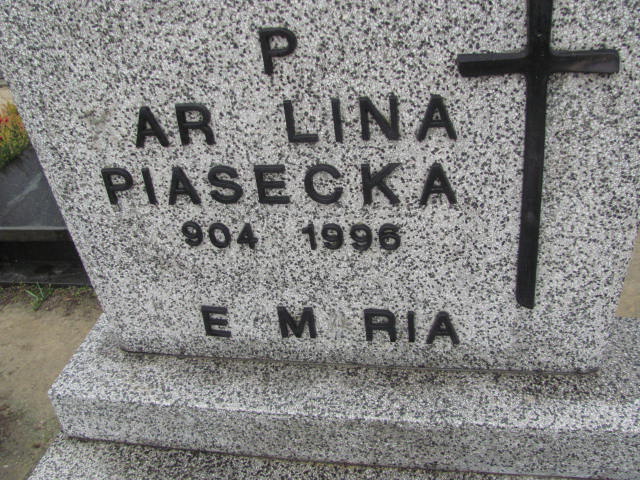 P
AR LINA
PIASECKA
904 1996
E M RIA